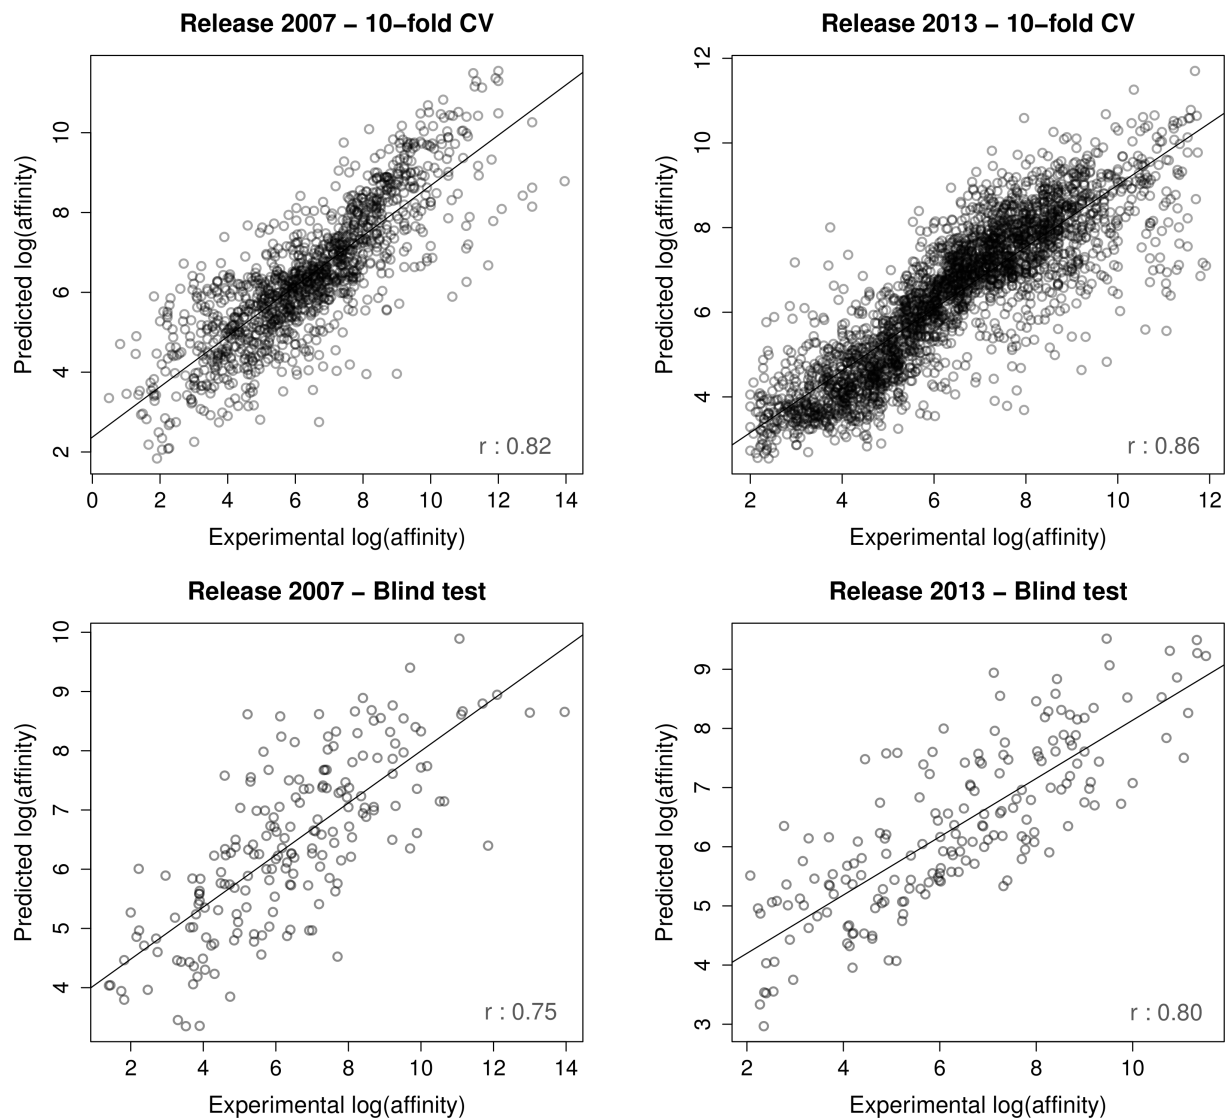 Release 2007 − 10−fold CV
Predicted log(affinity)
10
8
6
4
2
r : 0.82
0 2 4 6 8 10 12 14
Experimental log(affinity)
Release 2013 − 10−fold CV
Predicted log(affinity)
12
10
8
6
4
r : 0.86
2 4 6 8 10 12
Experimental log(affinity)
Release 2007 − Blind test
Predicted log(affinity)
10
9
8
7
6
5
4
r : 0.75
2 4 6 8 10 12 14
Experimental log(affinity)
Release 2013 − Blind test
Predicted log(affinity)
9
8
7
6
5
4
3
r : 0.80
2 4 6 8 10
Experimental log(affinity)